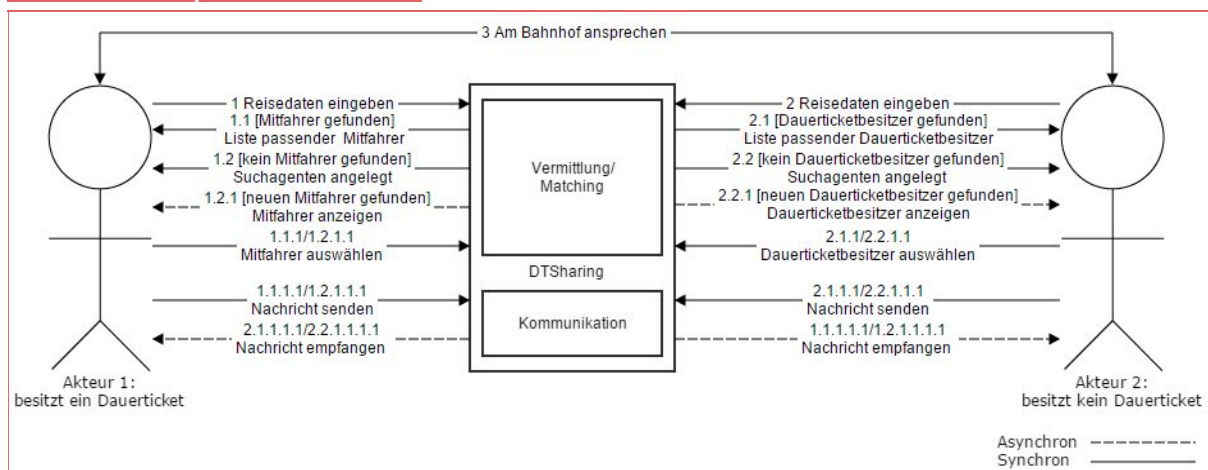 3 Am Bahnhof ansprechen
1 Reisedaten eingeben
1.1 [Mitfahrer gefunden]
Liste passender Mitfahrer
1.2 [kein Mitfahrer gefunden]
Suchagenten angelegt
1.2.1 [neuen Mitfahrer gefunden]
Mitfahrer anzeigen
1.1.1/1.2.1.1
Mitfahrer auswählen
1.1.1.1/1.2.1.1.1
Nachricht senden
2.1.1.1.1/2.2.1.1.1.1
Nachricht empfangen
Akteur 1:
besitzt ein Dauerticket
Vermittlung/
Matching
DTSharing
Kommunikation
2 Reisedaten eingeben
2.1 [Dauerticketbesitzer gefunden]
Liste passender Dauerticketbesitzer
2.2 [kein Dauerticketbesitzer gefunden]
Suchagenten angelegt
2.2.1 [neuen Dauerticketbesitzer gefunden]
Dauerticketbesitzer anzeigen
2.1.1/2.2.1.1
Dauerticketbesitzer auswählen
2.1.1.1/2.2.1.1.1
Nachricht senden
1.1.1.1.1/1.2.1.1.1.1
Nachricht empfangen
Akteur 2:
besitzt kein Dauerticket
Asynchron
Synchron